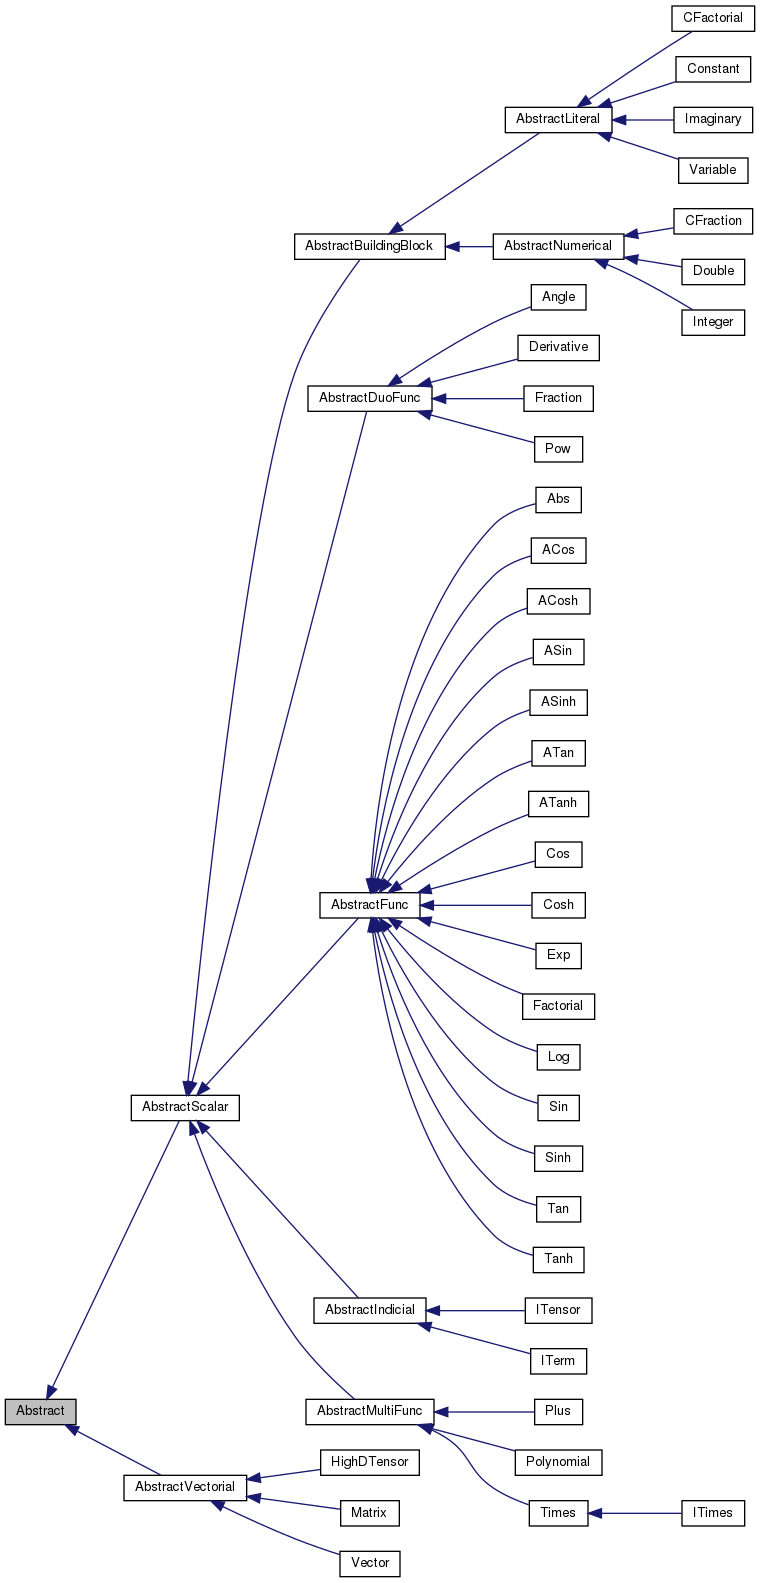 CFactorial
Constant
AbstractLiteral
Imaginary
Variable
CFraction
AbstractBuildingBlock
AbstractNumerical
Double
Angle
Integer
Derivative
AbstractDuoFunc
Fraction
Pow
Abs
ACos
ACosh
ASin
ASinh
ATan
ATanh
Cos
AbstractFunc
Cosh
Exp
Factorial
Log
AbstractScalar
Sin
Sinh
Tan
Tanh
AbstractIndicial
ITensor
ITerm
Abstract
AbstractMultiFunc
Plus
HighDTensor
Polynomial
AbstractVectorial
Matrix
Times
ITimes
Vector